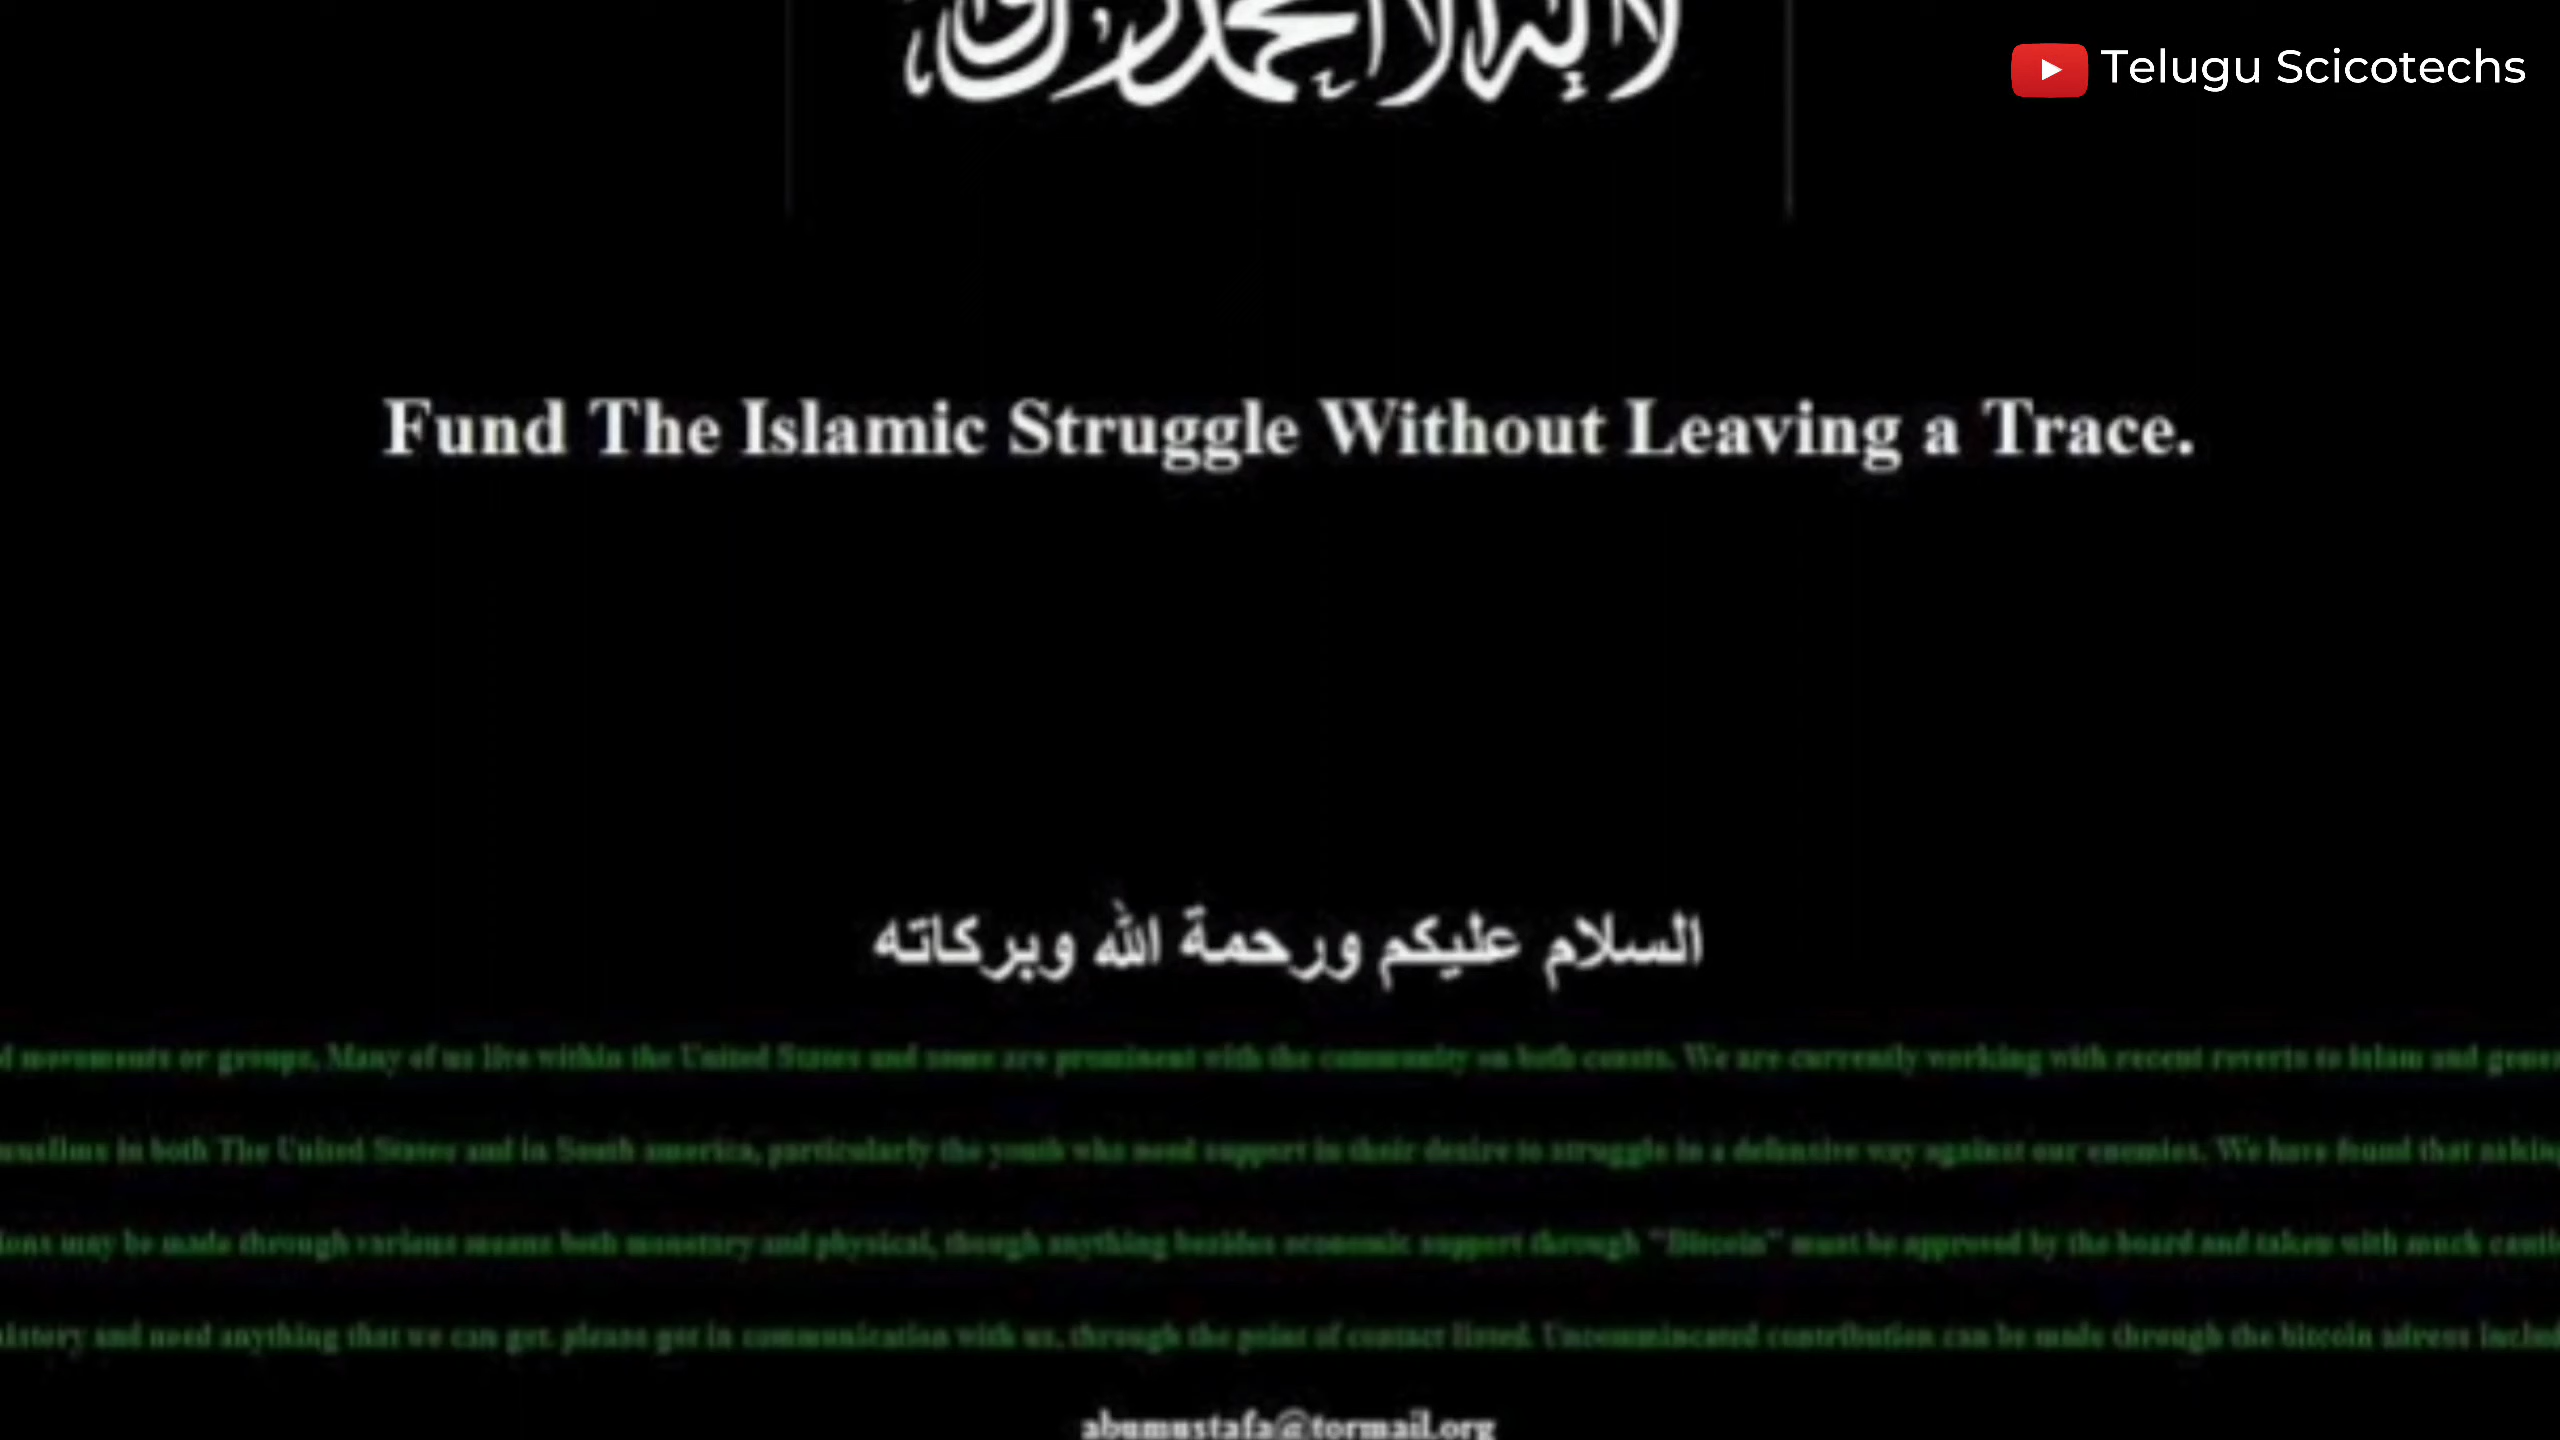 Telugu Scicotechs
Fund The Islamic Struggle Without Leaving a Trace.
السلام عليكم ورحمة الله وبركاته
d movements or groups. Many of us live within the United States and some are prominent with the community on both coasts. We are currently working with recent reverts to Islam and
muslims in both The United States and in South america, particularly the youth who need support in their desire to struggle in a defensive way against our enemies. We have found that asking
may be made through various means both monetary and physical, though anything besides economic support through "Bitcoin" must be approved by the board and taken with much
and need anything that we can get, please get in communication with us, through the point of contact listed. contribution can be made through the bitcoin
abumustafa@tormail.org